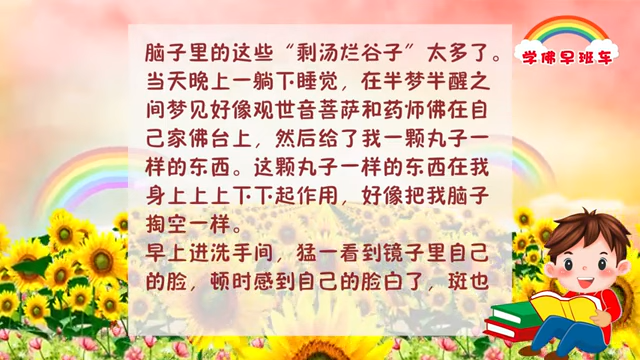 脑子里的这些“剩汤烂谷子”太多了。
当天晚上一躺下睡觉，在半梦半醒之
间梦见好像观世音菩萨和药师佛在自
己家佛台上，然后给了我一颗丸子一
样的东西。这颗丸子一样的东西在我
身上上上下下起作用，好像把我脑子
掏空一样。
早上进洗手间，猛一看到镜子里自己
的脸，顿时感到自己的脸白了，斑也
学佛早班车